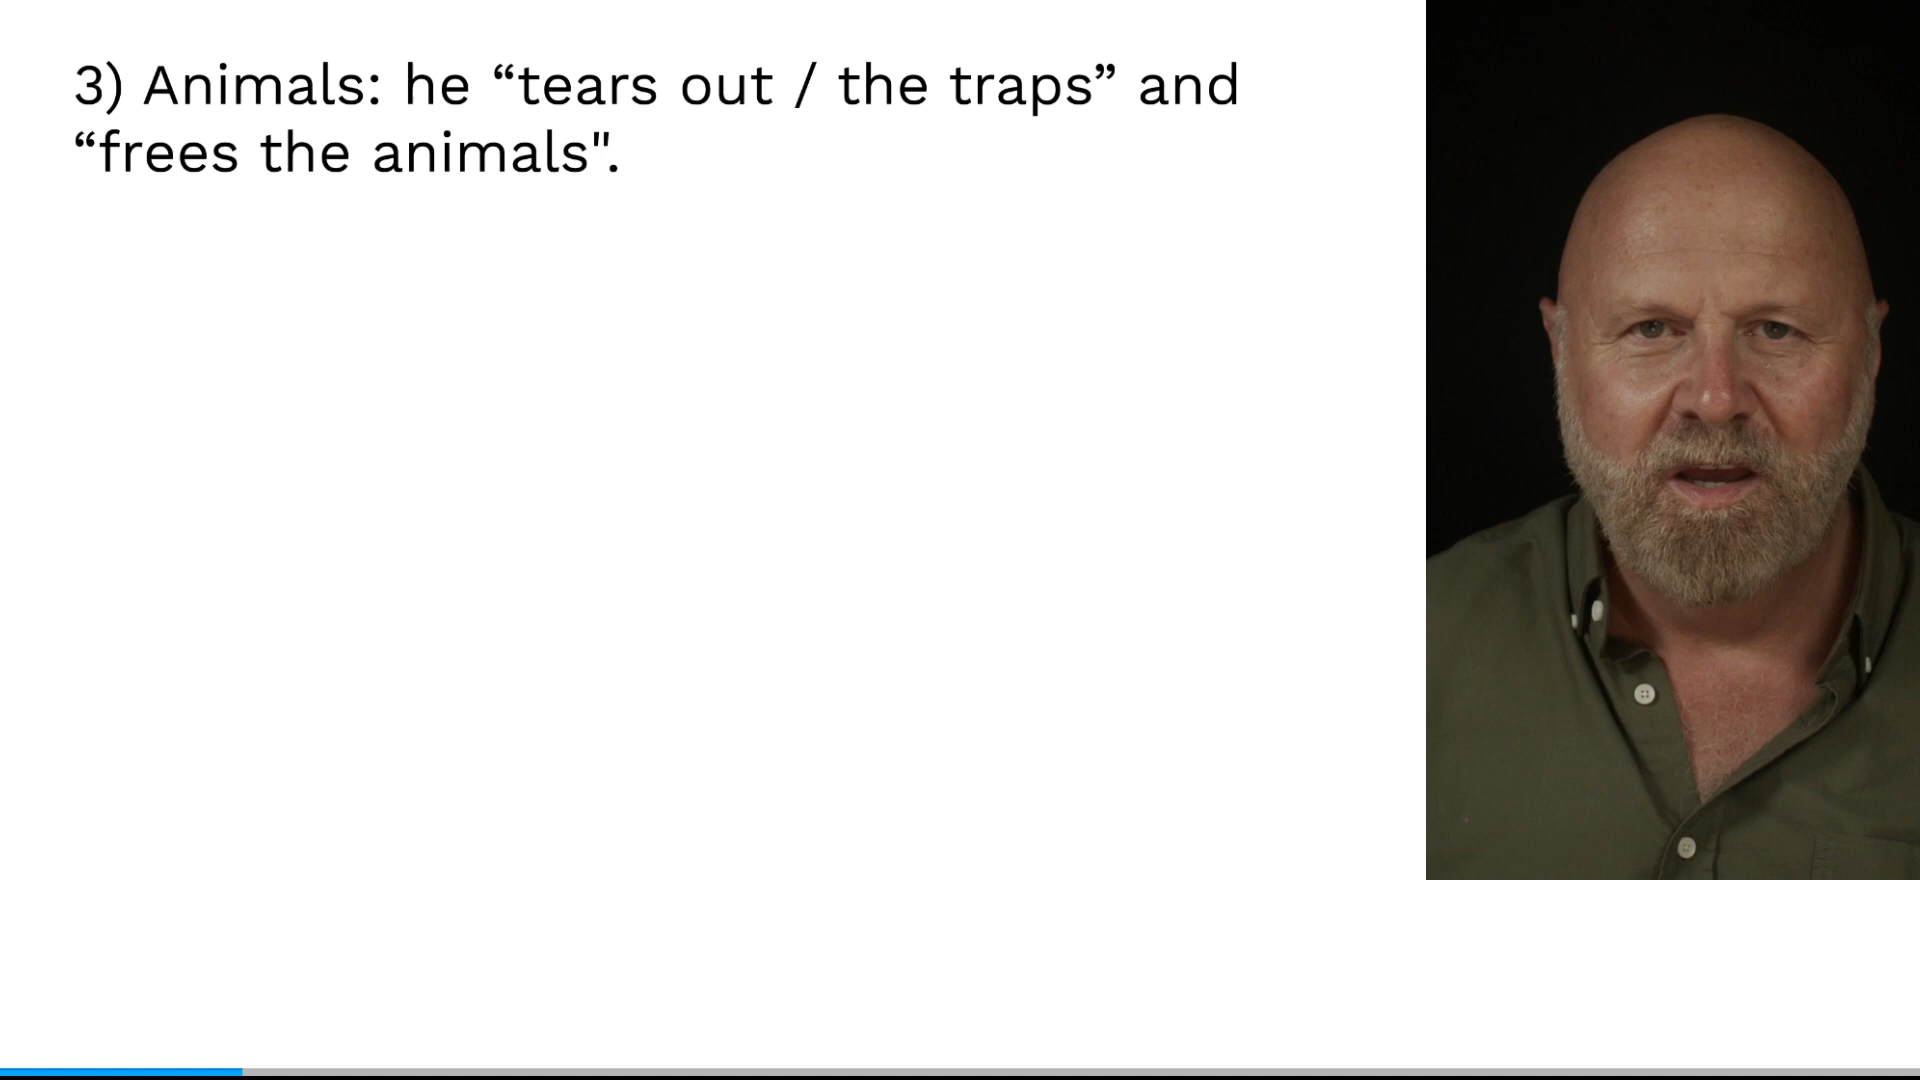 3) Animals: he “tears out / the traps” and
“frees the animals".